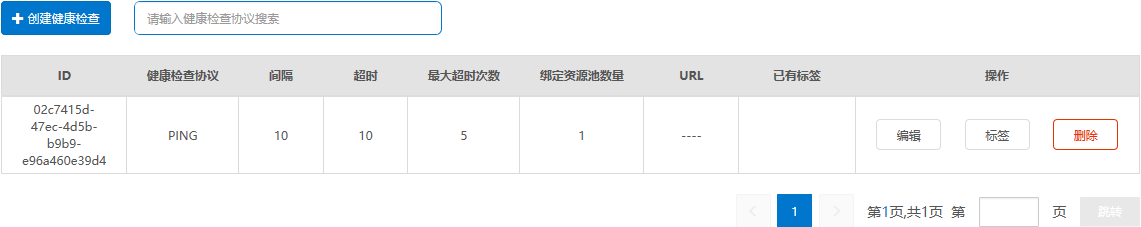 创建健康检查
请输入健康检查协议搜索
ID 健康检查协议 间隔 超时 最大超时次数 绑定资源池数量 URL 已有标签 操作
02c7415d-
47ec-4d5b-
b9b9-
e96a460e39d4
PING 10 10 5 1 ---- 编辑 标签 删除
1 第1页,共1页 第 页 跳转